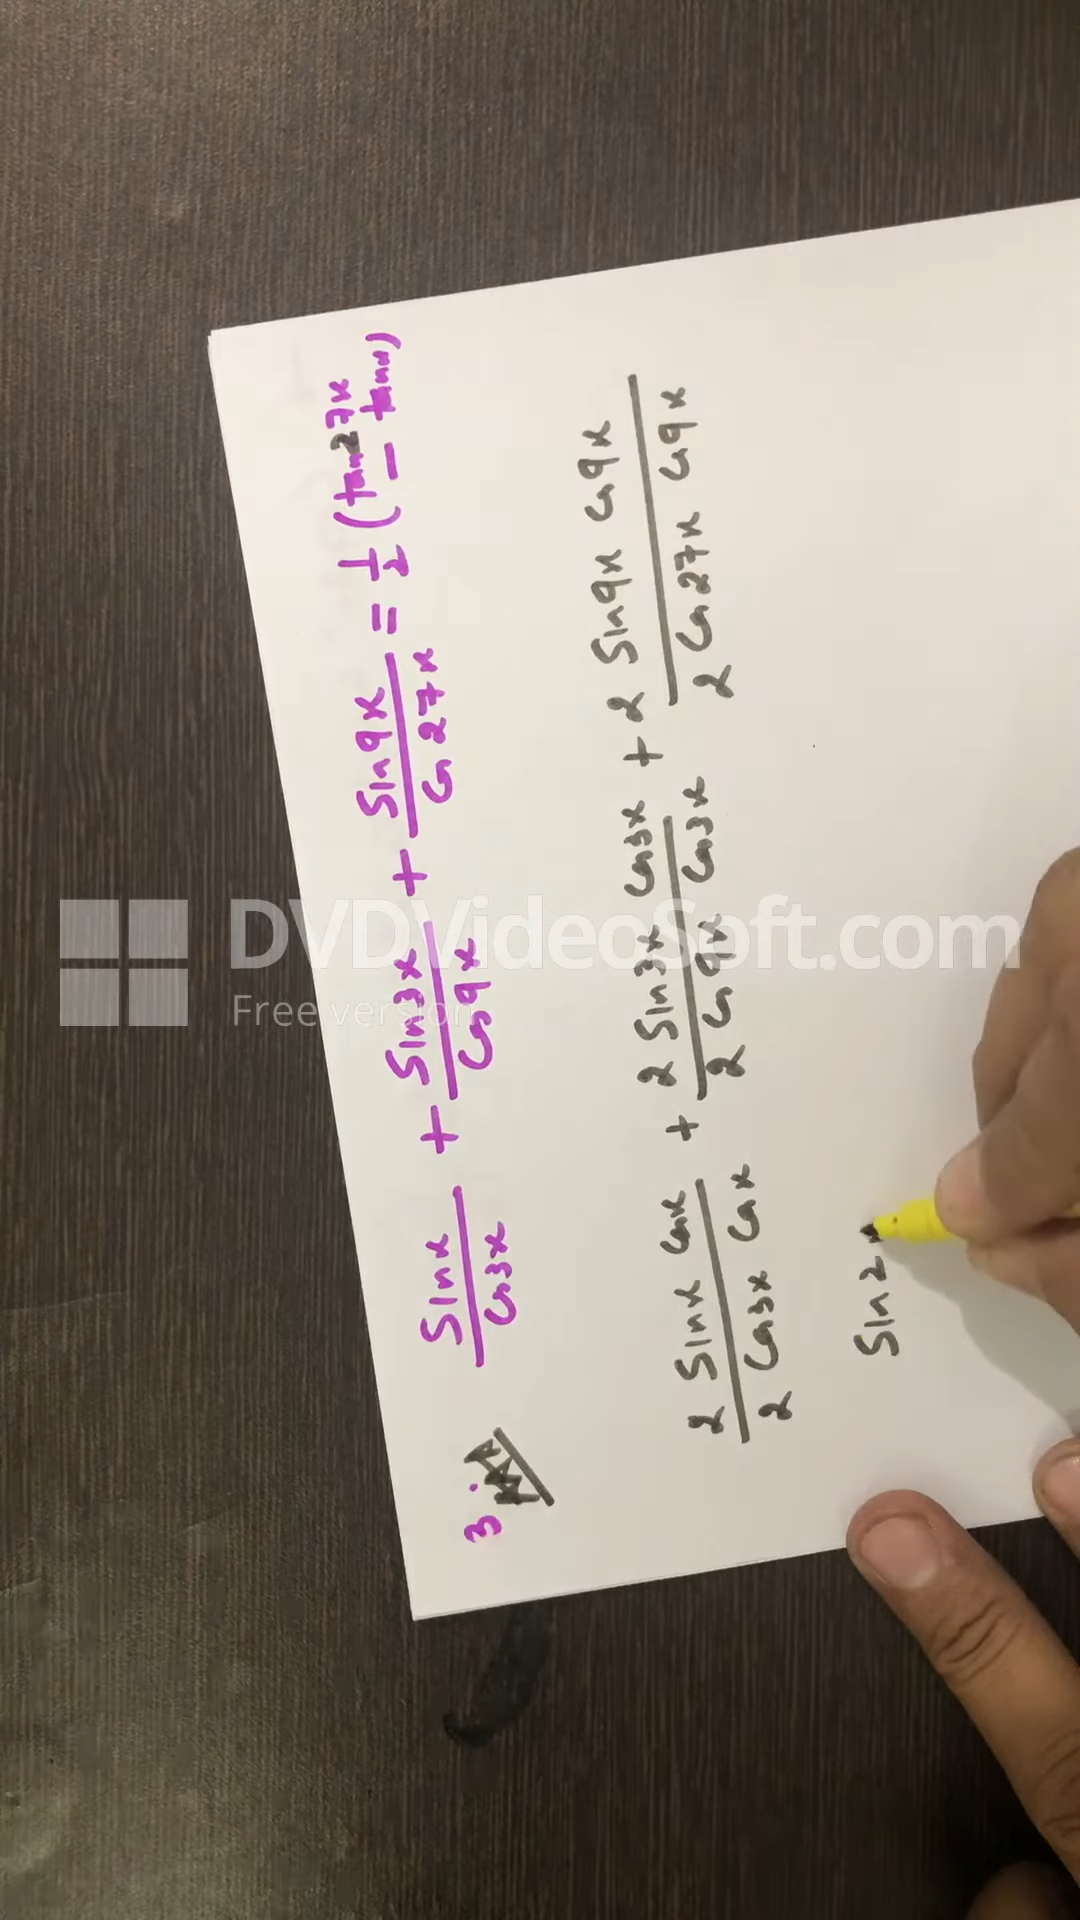 3. sinx/cos3x + sin3x/cos9x + sin9x/cos27x = 1/2 (tan27x - tanx)
2 sinx cosx/2 cos3x cosx + 2 sin3x cos3x/2 cos9x cos3x + 2 sin9x cos9x/2 cos27x cos9x
sin2x
DVDVideoSoft.com
Free version